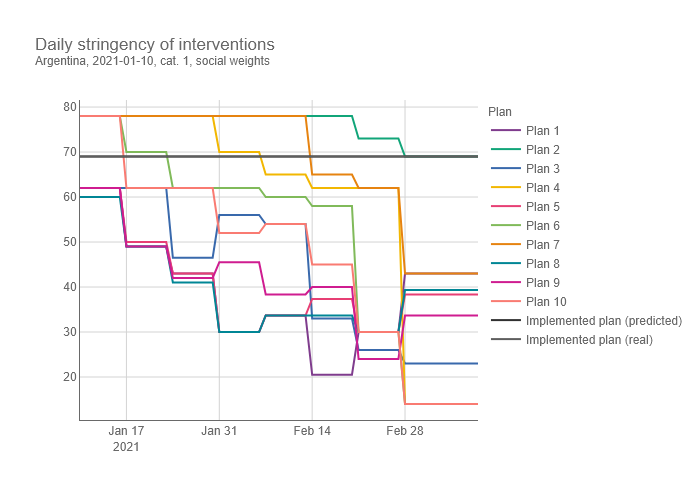 Daily stringency of interventions
Argentina, 2021-01-10, cat. 1, social weights
80
70
60
50
40
30
20
Jan 17
2021
Jan 31
Feb 14
Feb 28
Plan
Plan 1
Plan 2
Plan 3
Plan 4
Plan 5
Plan 6
Plan 7
Plan 8
Plan 9
Plan 10
Implemented plan (predicted)
Implemented plan (real)